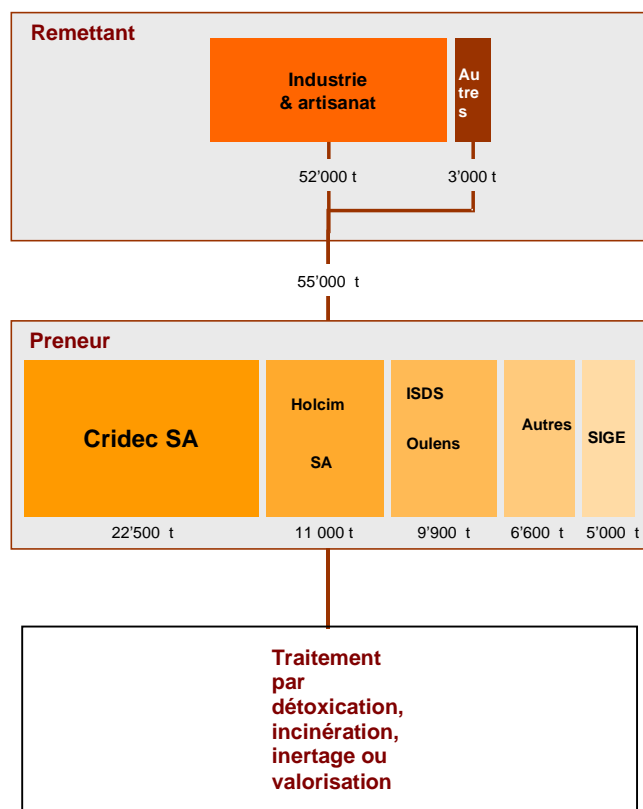 Remettant
Industrie
& artisanat
Au
tre
s
52’000 t
3’000 t
55’000 t
Preneur
Cridec SA
Holcim
SA
ISDS
Oulens
Autres
SIGE
22’500 t
11 000 t
9’900 t
6’600 t
5’000 t
Traitement
par
détoxication,
incinération,
inertage ou
valorisation